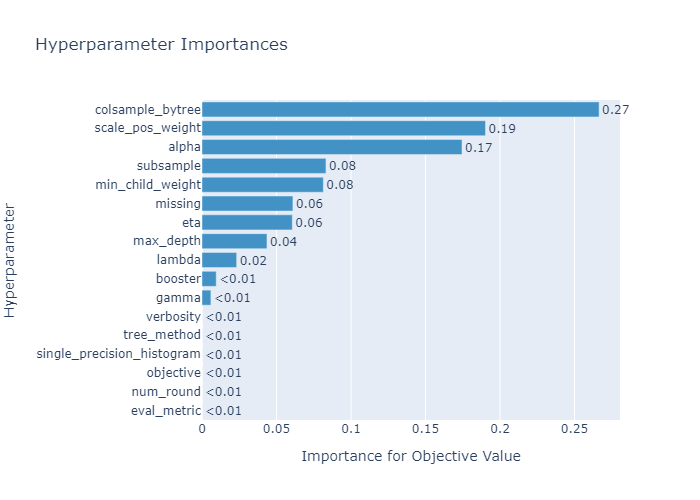 Hyperparameter Importances
Hyperparameter
colsample_bytree 0.27
scale_pos_weight 0.19
alpha 0.17
subsample 0.08
min_child_weight 0.08
missing 0.06
eta 0.06
max_depth 0.04
lambda 0.02
booster <0.01
gamma <0.01
verbosity <0.01
tree_method <0.01
single_precision_histogram <0.01
objective <0.01
num_round <0.01
eval_metric <0.01
0 0.05 0.1 0.15 0.2 0.25
Importance for Objective Value